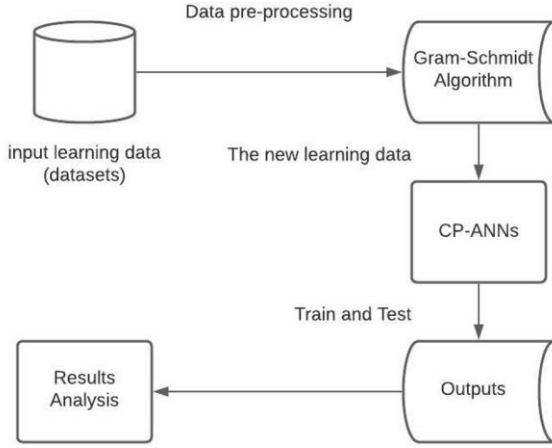 Data pre-processing
Gram-Schmidt
Algorithm
input learning data
(datasets)
The new learning data
CP-ANNs
Train and Test
Results
Analysis
Outputs